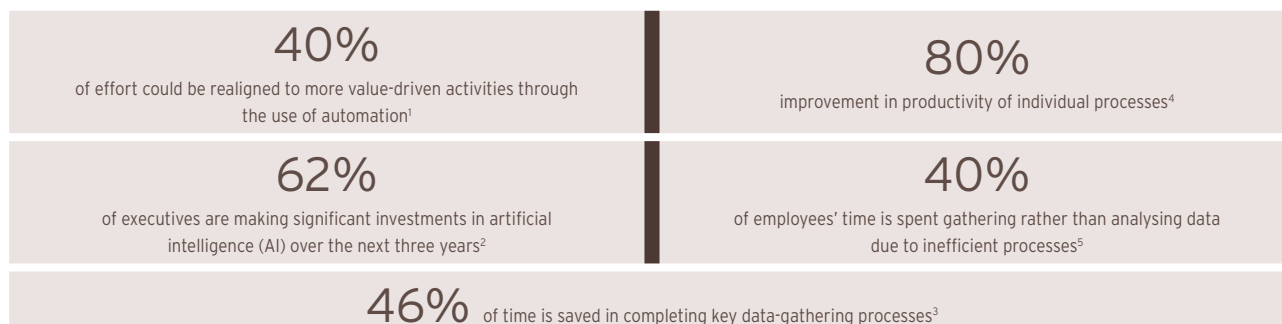 40%
of effort could be realigned to more value-driven activities through
the use of automation¹
80%
improvement in productivity of individual processes⁴
62%
of executives are making significant investments in artificial
intelligence (AI) over the next three years²
40%
of employees’ time is spent gathering rather than analysing data
due to inefficient processes⁵
46% of time is saved in completing key data-gathering processes³